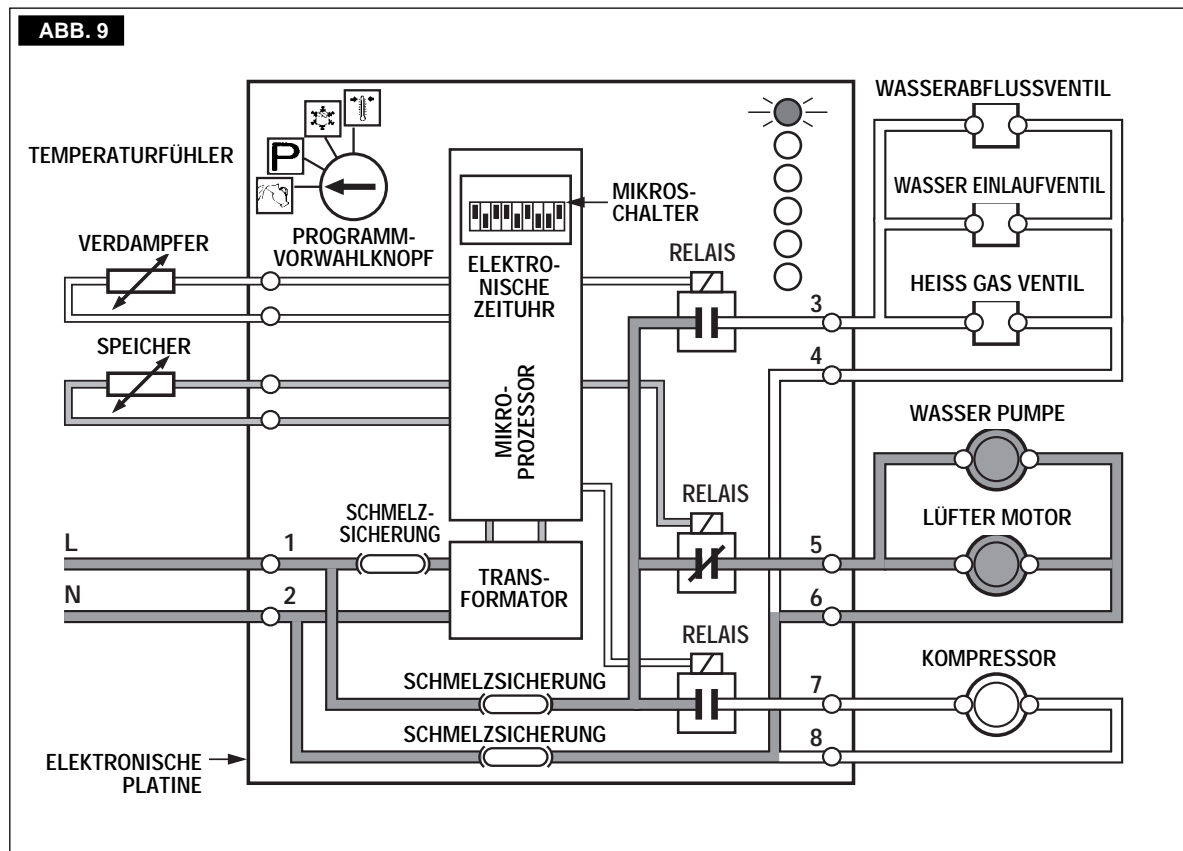 ABB. 9
TEMPERATURFÜHLER
P
PROGRAMM-
VORWAHLKNOPF
VERDAMPFER
SPEICHER
MIKROS-
CHALTER
ELEKTRO-
NISCHE
ZEITUHR
MIKRO-
PROZESSOR
RELAIS
WASSERABFLUSSVENTIL
WASSER EINLAUFVENTIL
HEISS GAS VENTIL
3
4
WASSER PUMPE
RELAIS
LÜFTER MOTOR
5
6
L
1
SCHMELZ-
SICHERUNG
N
2
TRANS-
FORMATOR
RELAIS
KOMPRESSOR
7
8
SCHMELZSICHERUNG
SCHMELZSICHERUNG
ELEKTRONISCHE
PLATINE